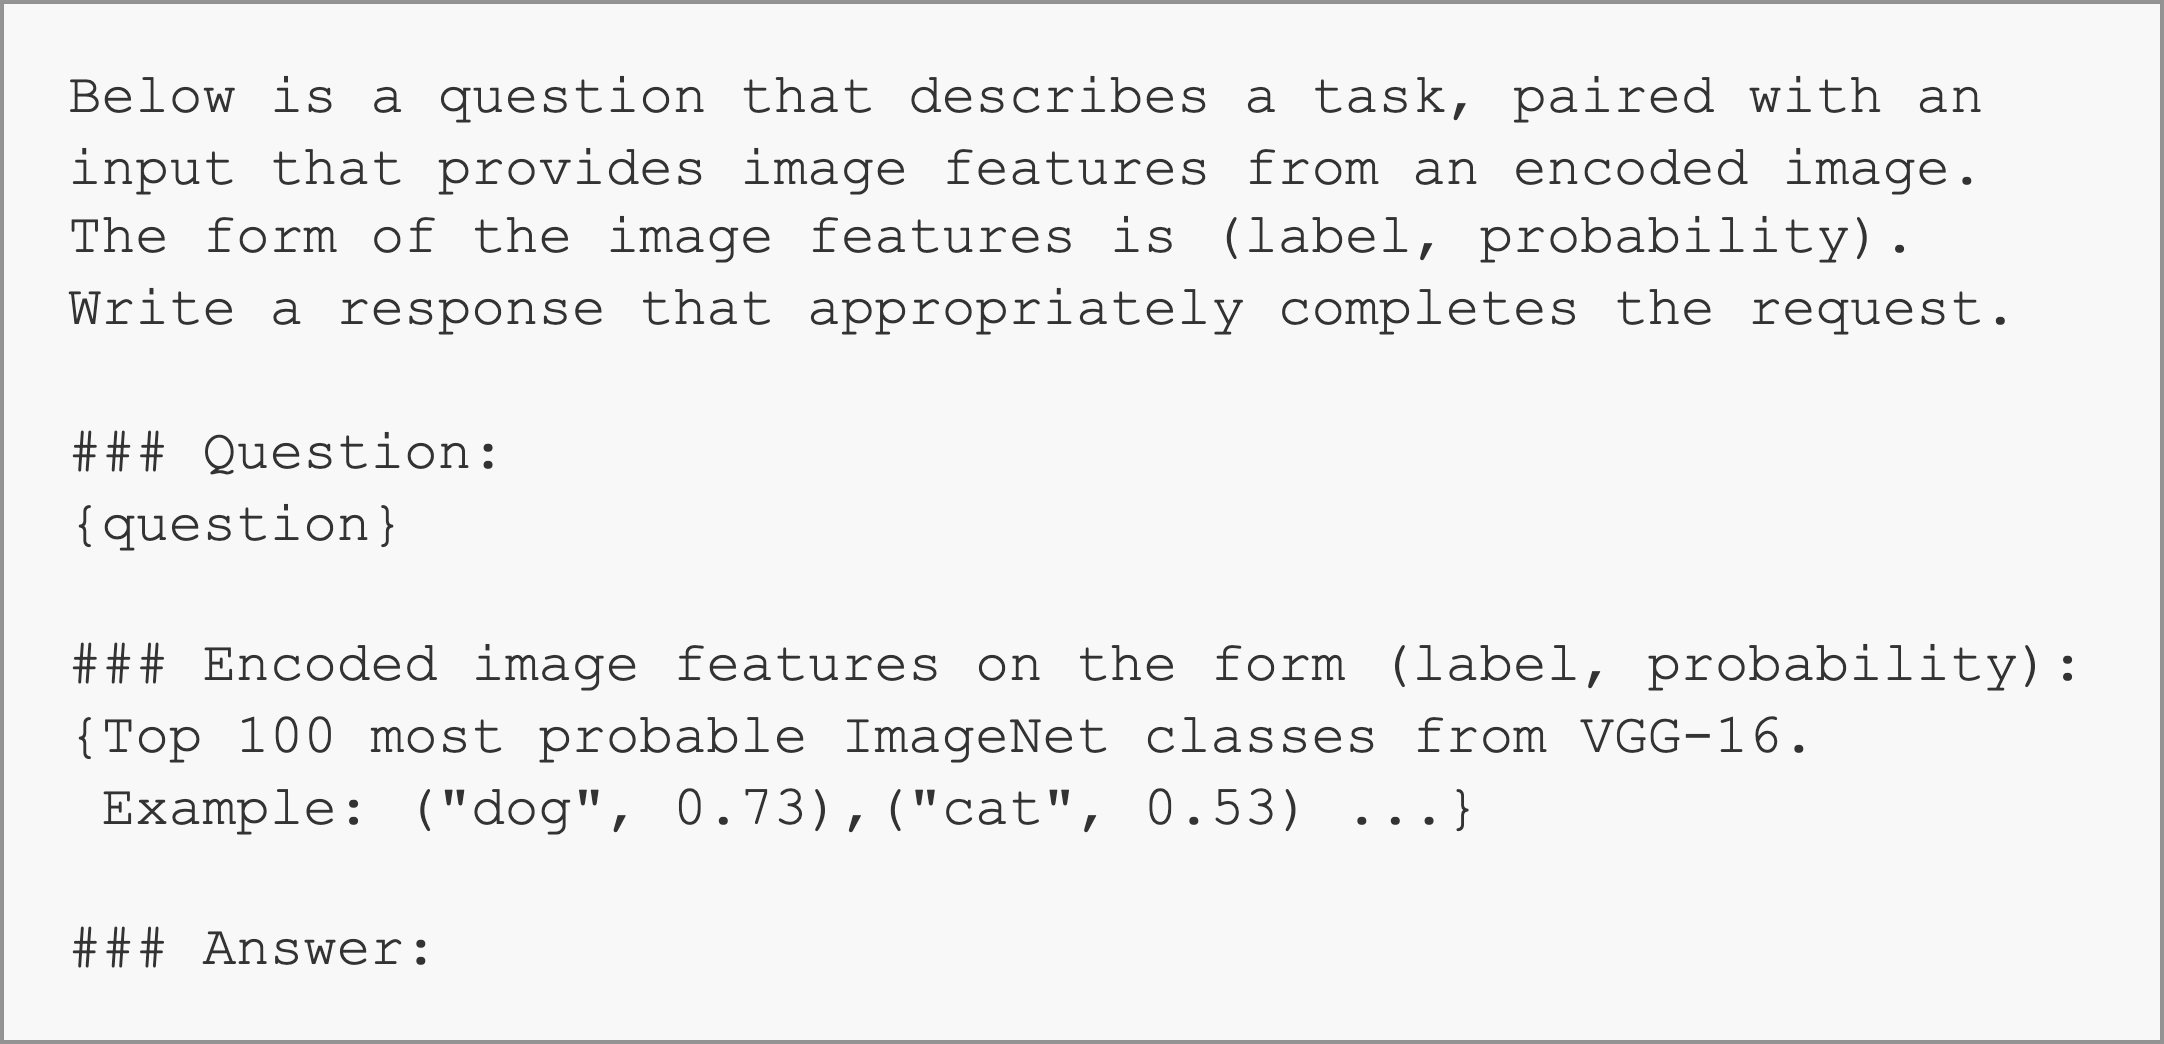 Below is a question that describes a task, paired with an
input that provides image features from an encoded image.
The form of the image features is (label, probability).
Write a response that appropriately completes the request.

### Question:
{question}

### Encoded image features on the form (label, probability):
{Top 100 most probable ImageNet classes from VGG-16.
 Example: ("dog", 0.73),("cat", 0.53) ...}

### Answer: